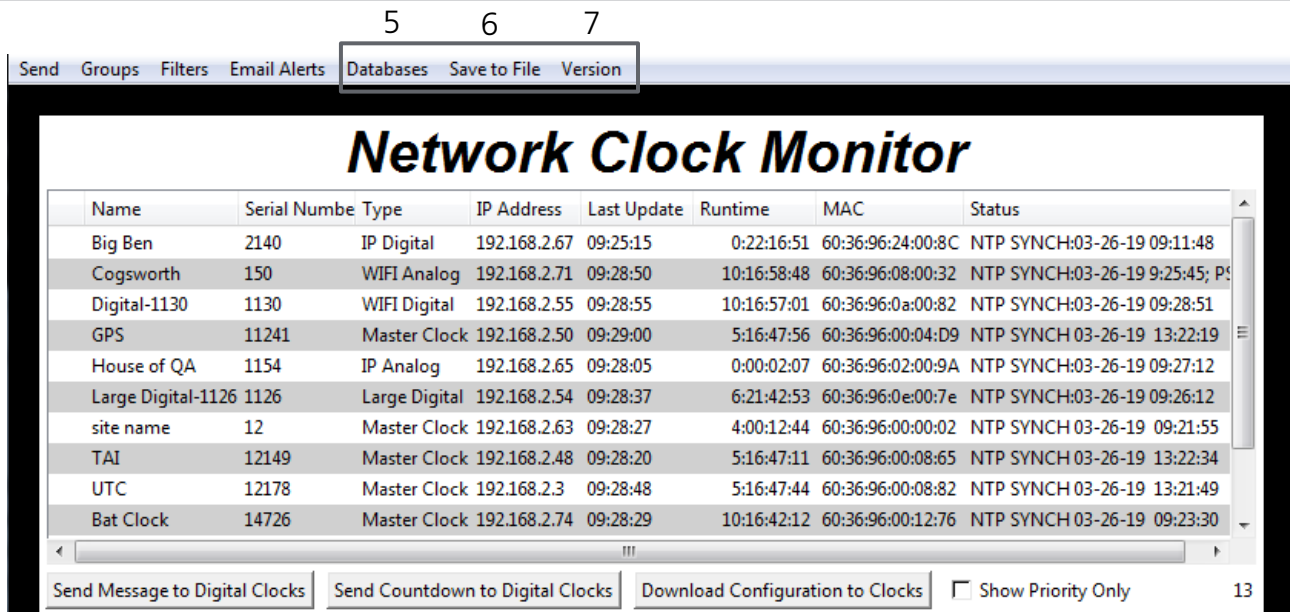 5 6 7
Send Groups Filters Email Alerts Databases Save to File Version
Network Clock Monitor
Name Serial Numbe Type IP Address Last Update Runtime MAC Status
Big Ben 2140 IP Digital 192.168.2.67 09:25:15 0:22:16:51 60:36:96:24:00:8C NTP SYNCH:03-26-19 09:11:48
Cogsworth 150 WIFI Analog 192.168.2.71 09:28:50 10:16:58:48 60:36:96:08:00:32 NTP SYNCH:03-26-19 9:25:45; PS
Digital-1130 1130 WIFI Digital 192.168.2.55 09:28:55 10:16:57:01 60:36:96:0a:00:82 NTP SYNCH:03-26-19 09:28:51
GPS 11241 Master Clock 192.168.2.50 09:29:00 5:16:47:56 60:36:96:00:04:D9 NTP SYNCH 03-26-19 13:22:19
House of QA 1154 IP Analog 192.168.2.65 09:28:05 0:00:02:07 60:36:96:02:00:9A NTP SYNCH:03-26-19 09:27:12
Large Digital-1126 1126 Large Digital 192.168.2.54 09:28:37 6:21:42:53 60:36:96:0e:00:7e NTP SYNCH:03-26-19 09:26:12
site name 12 Master Clock 192.168.2.63 09:28:27 4:00:12:44 60:36:96:00:00:02 NTP SYNCH 03-26-19 09:21:55
TAI 12149 Master Clock 192.168.2.48 09:28:20 5:16:47:11 60:36:96:00:08:65 NTP SYNCH 03-26-19 13:22:34
UTC 12178 Master Clock 192.168.2.3 09:28:48 5:16:47:44 60:36:96:00:08:82 NTP SYNCH 03-26-19 13:21:49
Bat Clock 14726 Master Clock 192.168.2.74 09:28:29 10:16:42:12 60:36:96:00:12:76 NTP SYNCH 03-26-19 09:23:30
Send Message to Digital Clocks Send Countdown to Digital Clocks Download Configuration to Clocks Show Priority Only 13